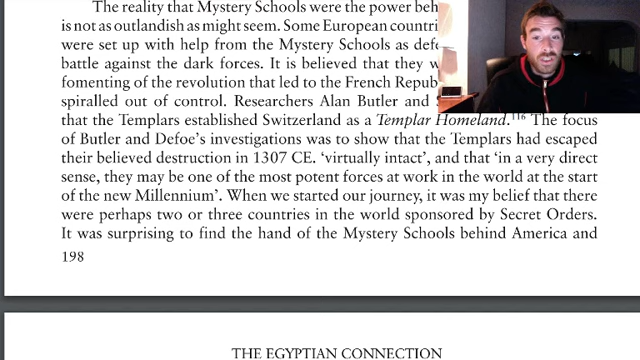 The reality that Mystery Schools were the power beh
is not as outlandish as might seem. Some European countri
were set up with help from the Mystery Schools as defe
battle against the dark forces. It is believed that they w
fomenting of the revolution that led to the French Repub
spiralled out of control. Researchers Alan Butler and
that the Templars established Switzerland as a Templar Homeland.116 The focus
of Butler and Defoe's investigations was to show that the Templars had escaped
their believed destruction in 1307 CE. 'virtually intact', and that 'in a very direct
sense, they may be one of the most potent forces at work in the world at the start
of the new Millennium'. When we started our journey, it was my belief that there
were perhaps two or three countries in the world sponsored by Secret Orders.
It was surprising to find the hand of the Mystery Schools behind America and
198
THE EGYPTIAN CONNECTION